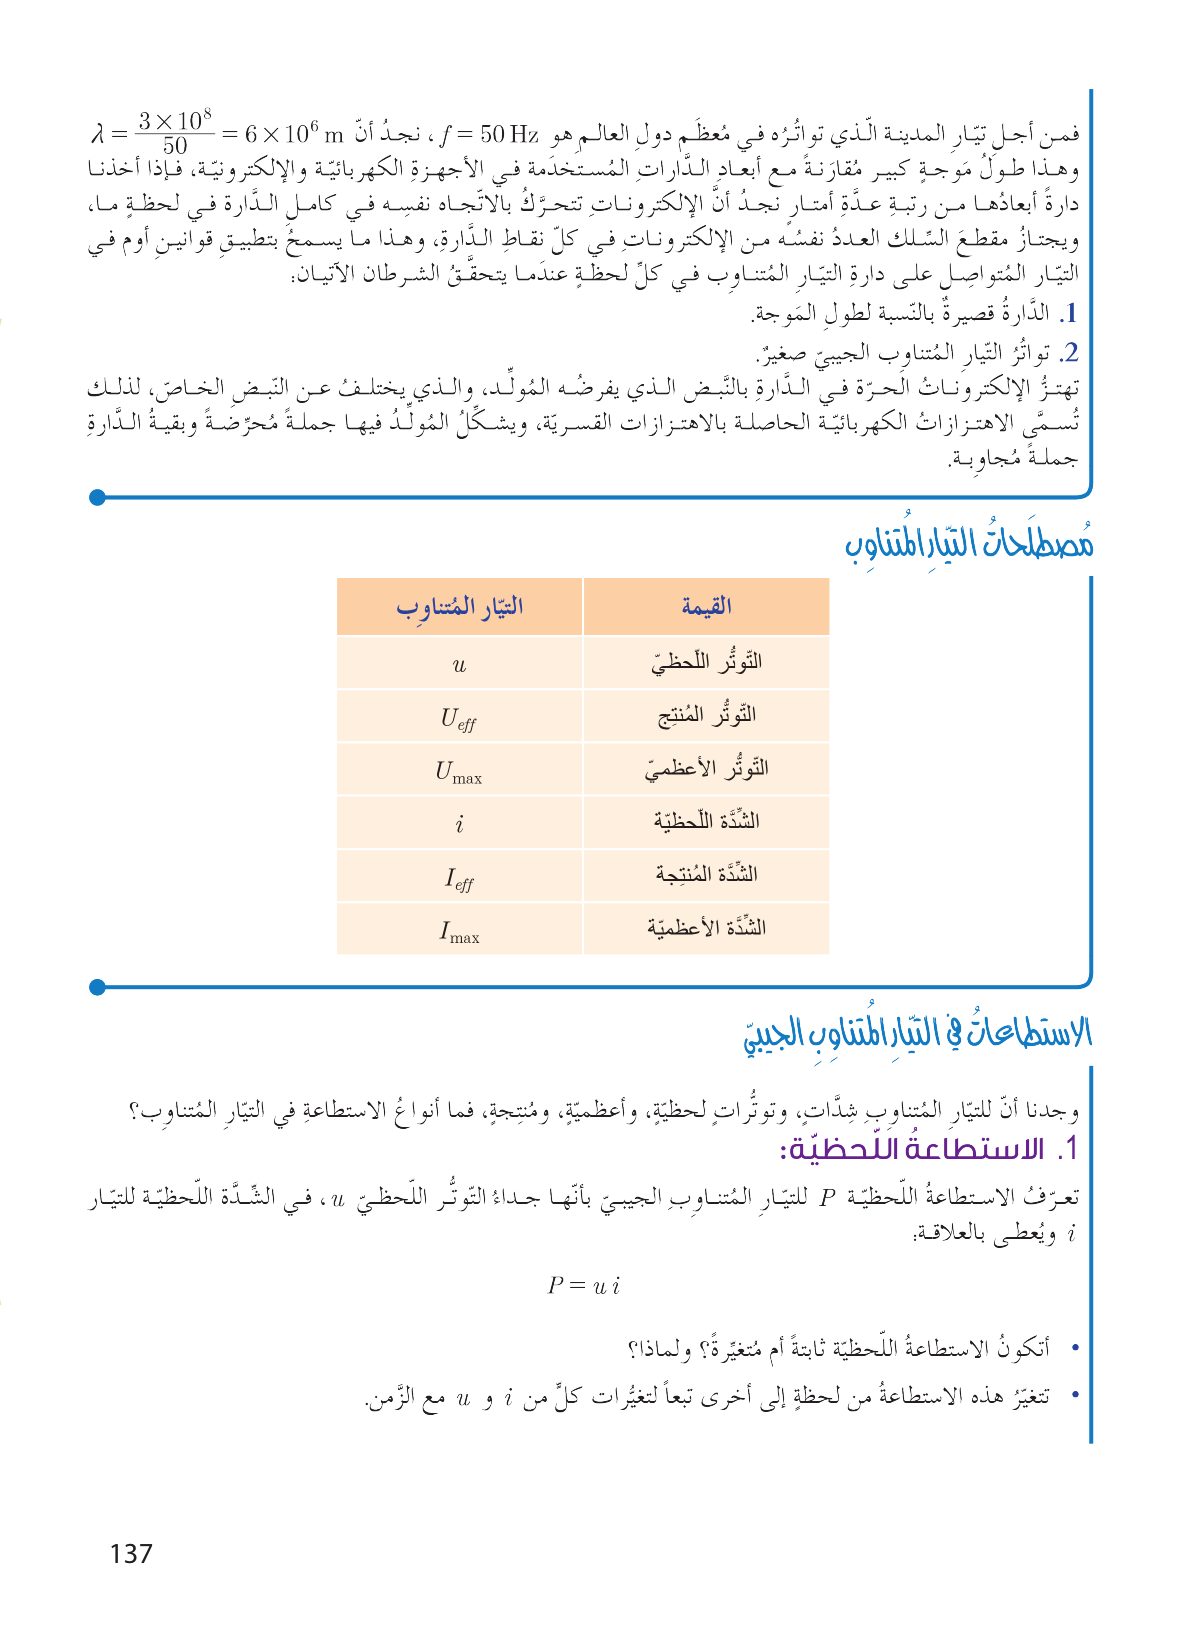 فمن أجلِ تيّارِ المدينة الّذي تواتُرُه في مُعظَم دولِ العالم هو f = 50 Hz ، نجدُ أنّ λ = 3×10⁸/50 = 6×10⁶ m
وهذا طولُ مَوجةٍ كبير مُقارَنةً مع أبعادِ الدَّاراتِ المُستَخدَمة في الأجهزةِ الكهربائيّة والإلكترونيّة، فإذا أخذنا
دارةً أبعادُها من رتبةِ عدَّةِ أمتارٍ نجدُ أنَّ الإلكتروناتِ تتحرَّكُ بالاتّجاه نفسِه في كاملِ الدَّارة في لحظةٍ ما،
ويجتازُ مقطعَ السِّلك العددُ نفسُه من الإلكتروناتِ في كلّ نقاطِ الدَّارةِ، وهذا ما يسمحُ بتطبيقِ قوانينِ أوم في
التيّار المُتواصِل على دارةِ التيّارِ المُتناوِب في كلِّ لحظةٍ عندَما يتحقَّقُ الشرطان الآتيان:
1. الدَّارةُ قصيرةٌ بالنّسبة لطولِ المَوجة.
2. تواتُرُ التّيارِ المُتناوِب الجيبيّ صغيرٌ.
تهتزُّ الإلكتروناتُ الحرّة في الدَّارةِ بالنَّبضِ الذي يفرضُه المُولِّد، والذي يختلفُ عن النّبضِ الخاصّ، لذلك
تُسمَّى الاهتزازاتُ الكهربائيّة الحاصلة بالاهتزازات القسريَة، ويشكِّلُ المُولِّدُ فيها جملةً مُحرِّضةً وبقيةُ الدَّارةِ
جملةً مُجاوِبة.
مُصطلَحاتُ التيّارِ المُتناوِب
القيمة	التيّار المُتناوِب
التّوتُّر اللّحظيّ	u
التّوتُّر المُنتِج	U_eff
التّوتُّر الأعظميّ	U_max
الشِّدَّة اللّحظيّة	i
الشِّدَّة المُنتِجة	I_eff
الشِّدَّة الأعظميّة	I_max
الاستطاعاتُ في التيّارِ المُتناوِبِ الجيبيّ
وجدنا أنّ للتيّارِ المُتناوِبِ شِدَّاتٍ، وتوتُّراتٍ لحظيّةٍ، وأعظميّةٍ، ومُنتِجةٍ، فما أنواعُ الاستطاعةِ في التيّارِ المُتناوِب؟
1. الاستطاعةُ اللّحظيّة:
تعرّفُ الاستطاعةُ اللّحظيّة P للتيّارِ المُتناوِبِ الجيبيّ بأنّها جداءُ التّوتُّر اللّحظيّ u ، في الشِّدَّة اللّحظيّة للتيّار
i ويُعطى بالعلاقة:
P = u i
• أتكونُ الاستطاعةُ اللّحظيّة ثابتةً أم مُتغيِّرةً؟ ولماذا؟
• تتغيّرُ هذه الاستطاعةُ من لحظةٍ إلى أخرى تبعاً لتغيُّرات كلٍّ من i و u مع الزَّمن.
137